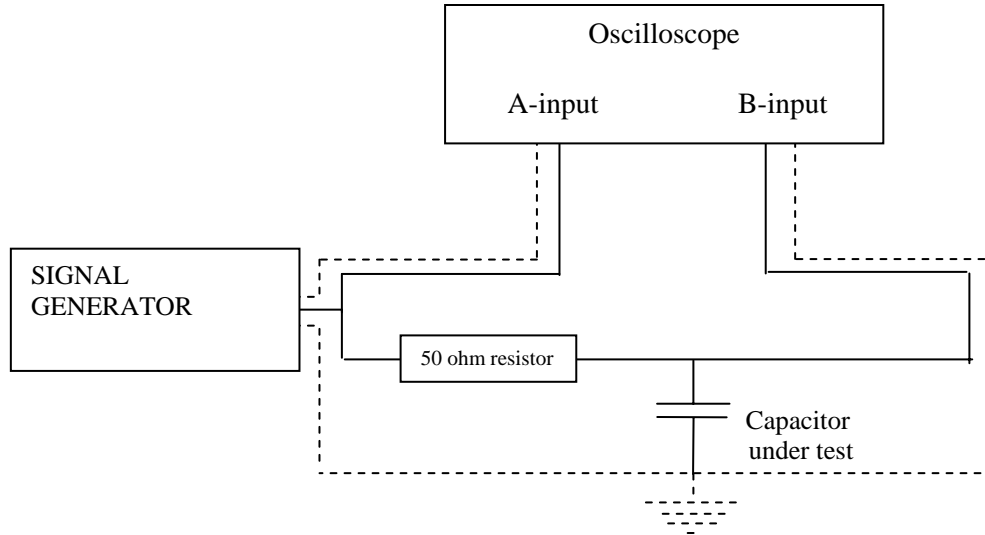 Oscilloscope
A-input B-input
SIGNAL
GENERATOR
50 ohm resistor
Capacitor
under test